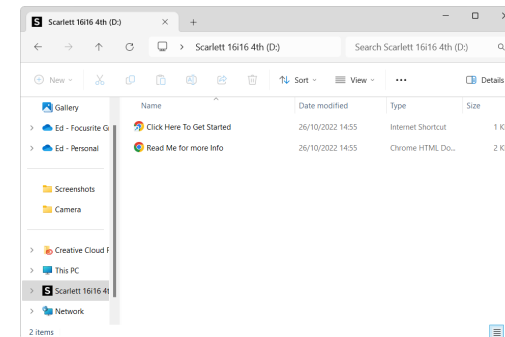 Scarlett 16i16 4th (D:)
Scarlett 16i16 4th (D:)
Search Scarlett 16i16 4th (D:)
New
Sort
View
Details
Name
Date modified
Type
Size
Gallery
Click Here To Get Started
26/10/2022 14:55
Internet Shortcut
1 K
Ed - Focusrite G
Read Me for more Info
26/10/2022 14:55
Chrome HTML Do...
2 K
Ed - Personal
Screenshots
Camera
Creative Cloud F
This PC
Scarlett 16i16 4t
Network
2 items